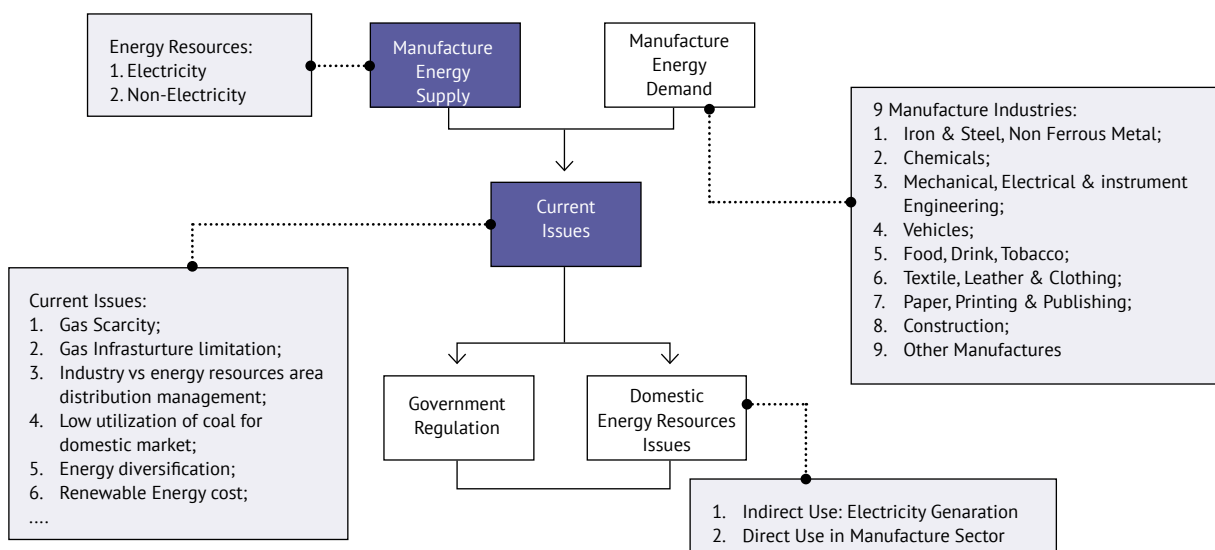 Energy Resources:
1. Electricity
2. Non-Electricity
Manufacture
Energy
Supply
Manufacture
Energy
Demand
9 Manufacture Industries:
1. Iron & Steel, Non Ferrous Metal;
2. Chemicals;
3. Mechanical, Electrical & instrument
Engineering;
4. Vehicles;
5. Food, Drink, Tobacco;
6. Textile, Leather & Clothing;
7. Paper, Printing & Publishing;
8. Construction;
9. Other Manufactures
Current
Issues
Current Issues:
1. Gas Scarcity;
2. Gas Infrasturture limitation;
3. Industry vs energy resources area
distribution management;
4. Low utilization of coal for
domestic market;
5. Energy diversification;
6. Renewable Energy cost;
....
Government
Regulation
Domestic
Energy Resources
Issues
1. Indirect Use: Electricity Genaration
2. Direct Use in Manufacture Sector